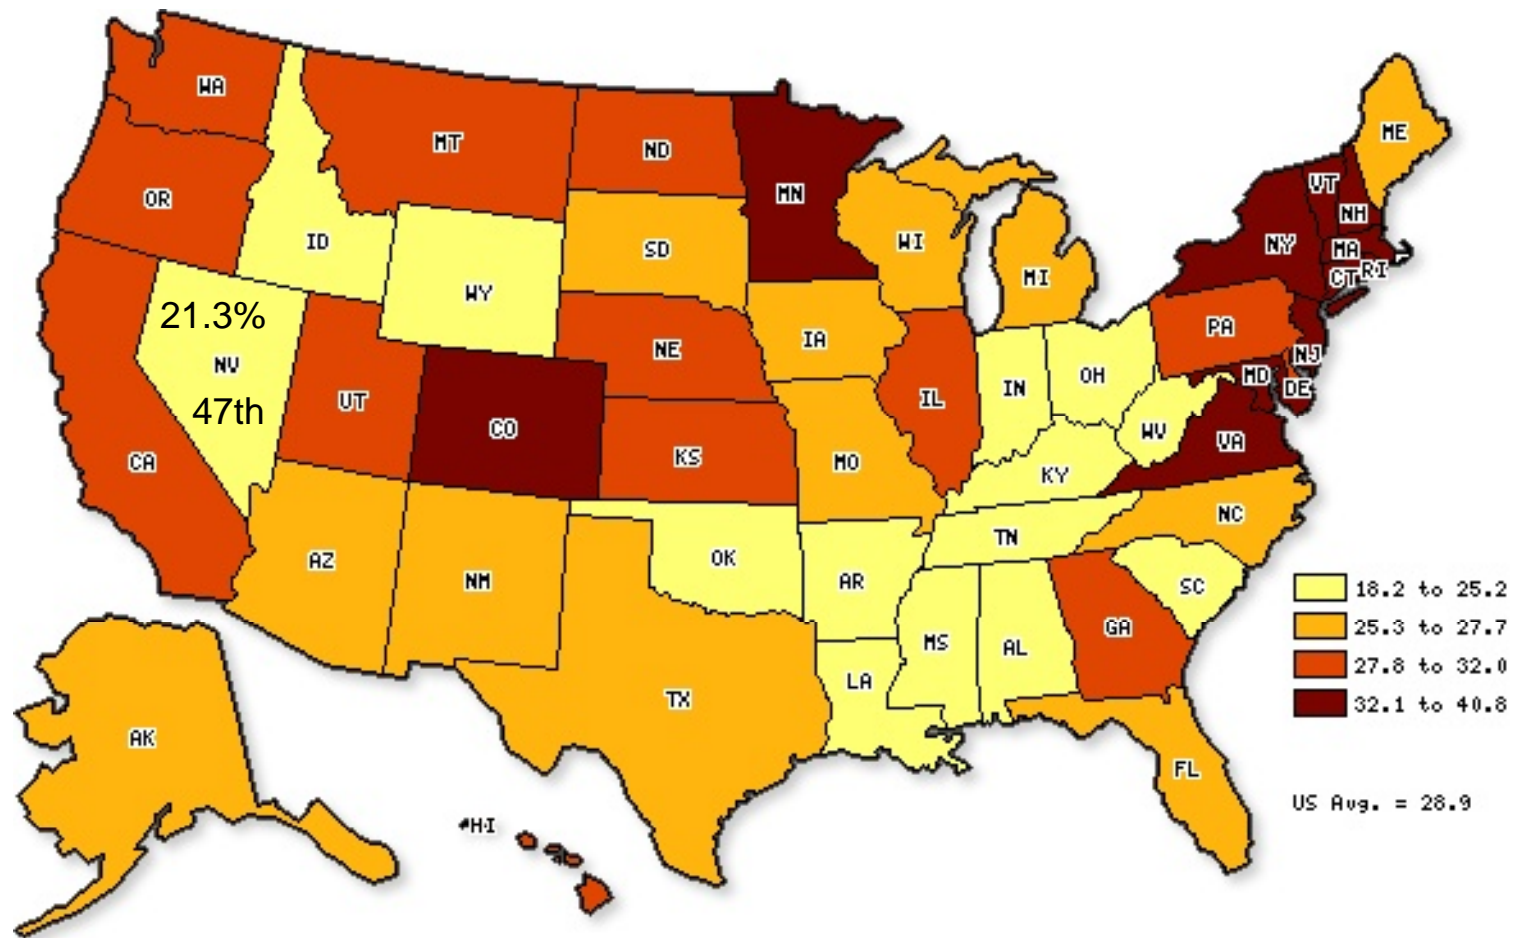 WA
MT
ND
MN
ME
VT
NH
OR
ID
SD
WI
NY
MA
CT
RI
MI
WY
21.3%
NV
47th
PA
IA
NE
NJ
OH
MD
DE
IN
UT
IL
CO
WV
VA
CA
KS
MO
KY
NC
TN
AZ
OK
NM
AR
SC
18.2 to 25.2
25.3 to 27.7
GA
MS
AL
27.8 to 32.0
LA
TX
32.1 to 40.8
AK
FL
US Avg. = 28.9
HI